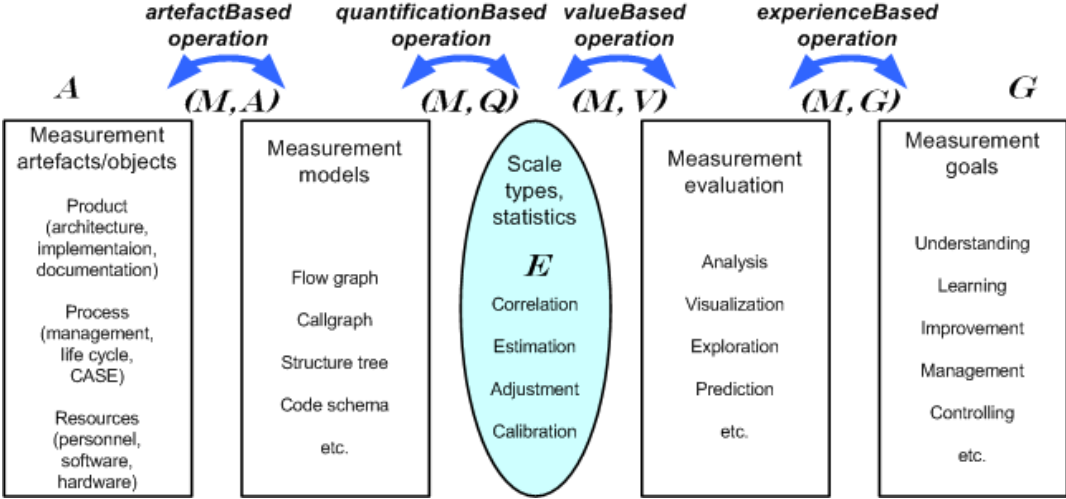 artefactBased
operation
quantificationBased
operation
valueBased
operation
experienceBased
operation
A
(M,A)
(M,Q)
(M,V)
(M,G)
G
Measurement
artefacts/objects
Product
(architecture,
implementaion,
documentation)
Process
(management,
life cycle,
CASE)
Resources
(personnel,
software,
hardware)
Measurement
models
Flow graph
Callgraph
Structure tree
Code schema
etc.
Scale
types,
statistics
E
Correlation
Estimation
Adjustment
Calibration
Measurement
evaluation
Analysis
Visualization
Exploration
Prediction
etc.
Measurement
goals
Understanding
Learning
Improvement
Management
Controlling
etc.